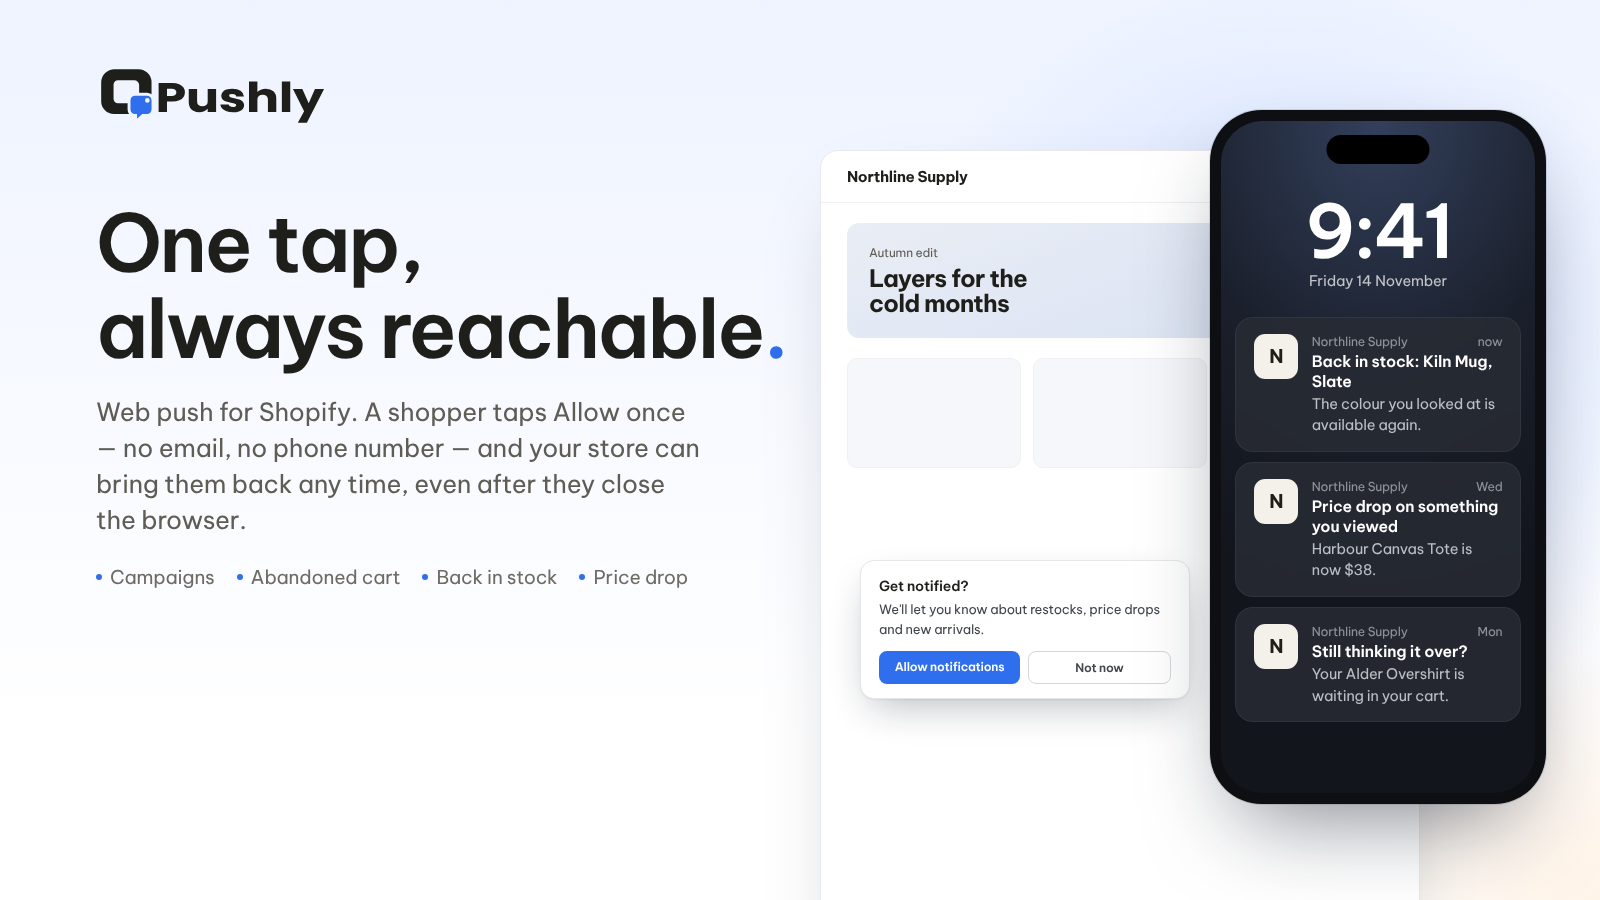 Pushly
One tap,
always reachable.
Web push for Shopify. A shopper taps Allow once
— no email, no phone number — and your store can
bring them back any time, even after they close
the browser.
Campaigns
Abandoned cart
Back in stock
Price drop
Northline Supply
Autumn edit
Layers for the
cold months
Get notified?
We'll let you know about restocks, price drops
and new arrivals.
Allow notifications
Not now
9:41
Friday 14 November
N
Northline Supply now
Back in stock: Kiln Mug,
Slate
The colour you looked at is
available again.
N
Northline Supply Wed
Price drop on something
you viewed
Harbour Canvas Tote is
now $38.
N
Northline Supply Mon
Still thinking it over?
Your Alder Overshirt is
waiting in your cart.